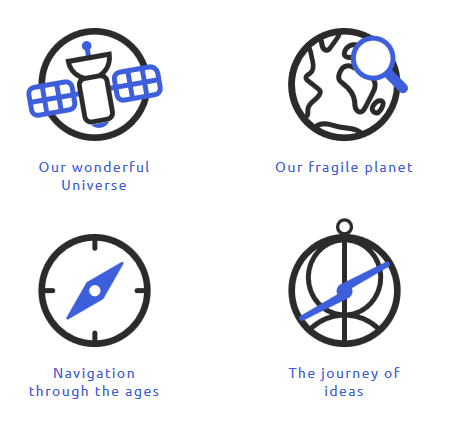 Our wonderful
Universe
Our fragile planet
Navigation
through the ages
The journey of
ideas